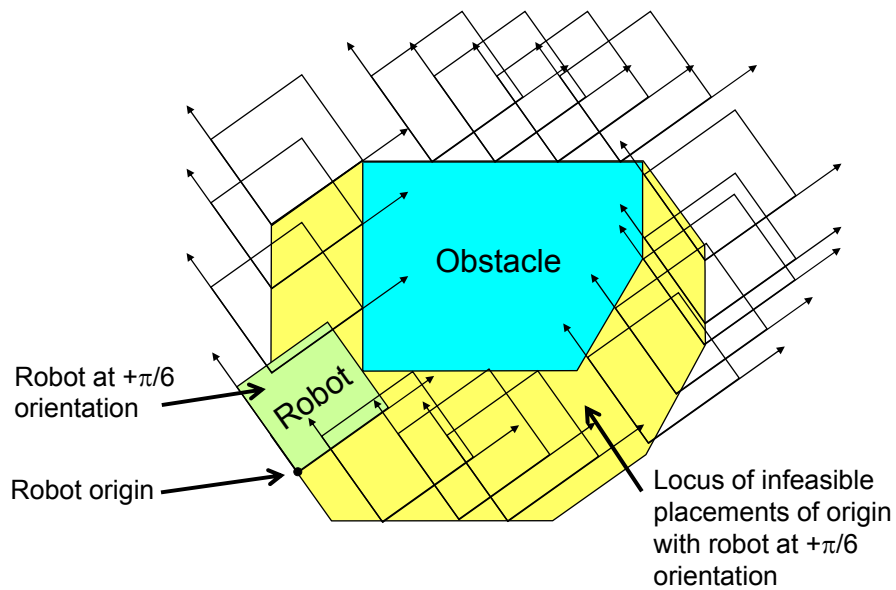 Obstacle
Robot at +π/6
orientation
Robot
Robot origin
Locus of infeasible
placements of origin
with robot at +π/6
orientation